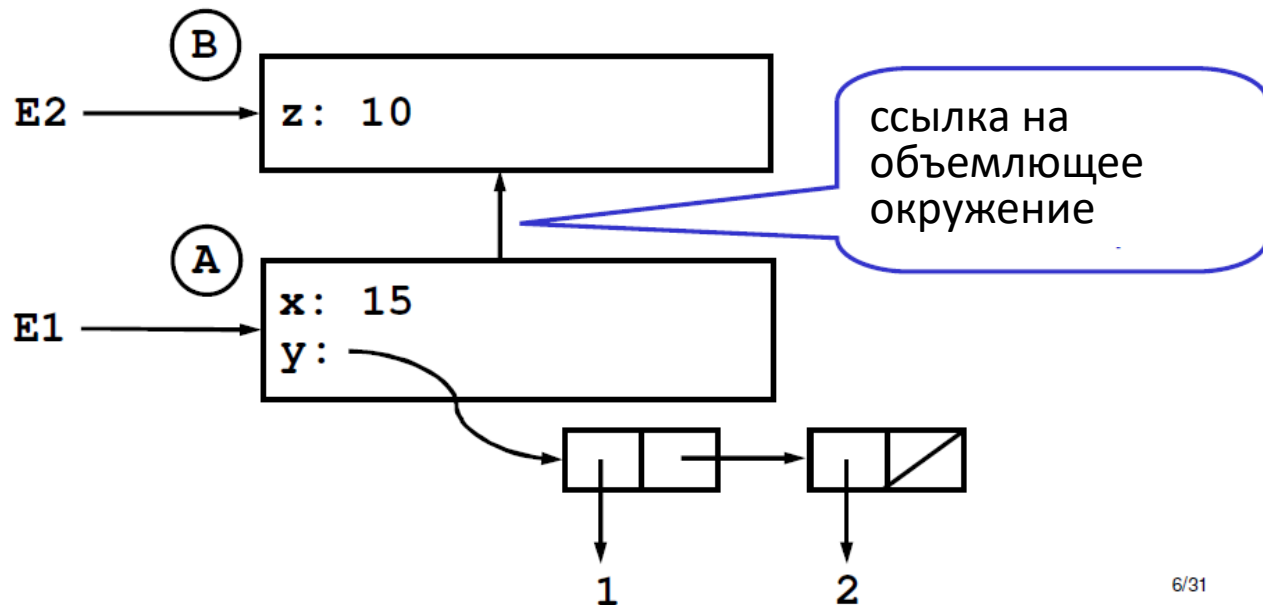 B
E2
z: 10
ссылка на
объемлющее
окружение
A
x: 15
E1
y:
1
2
6/31